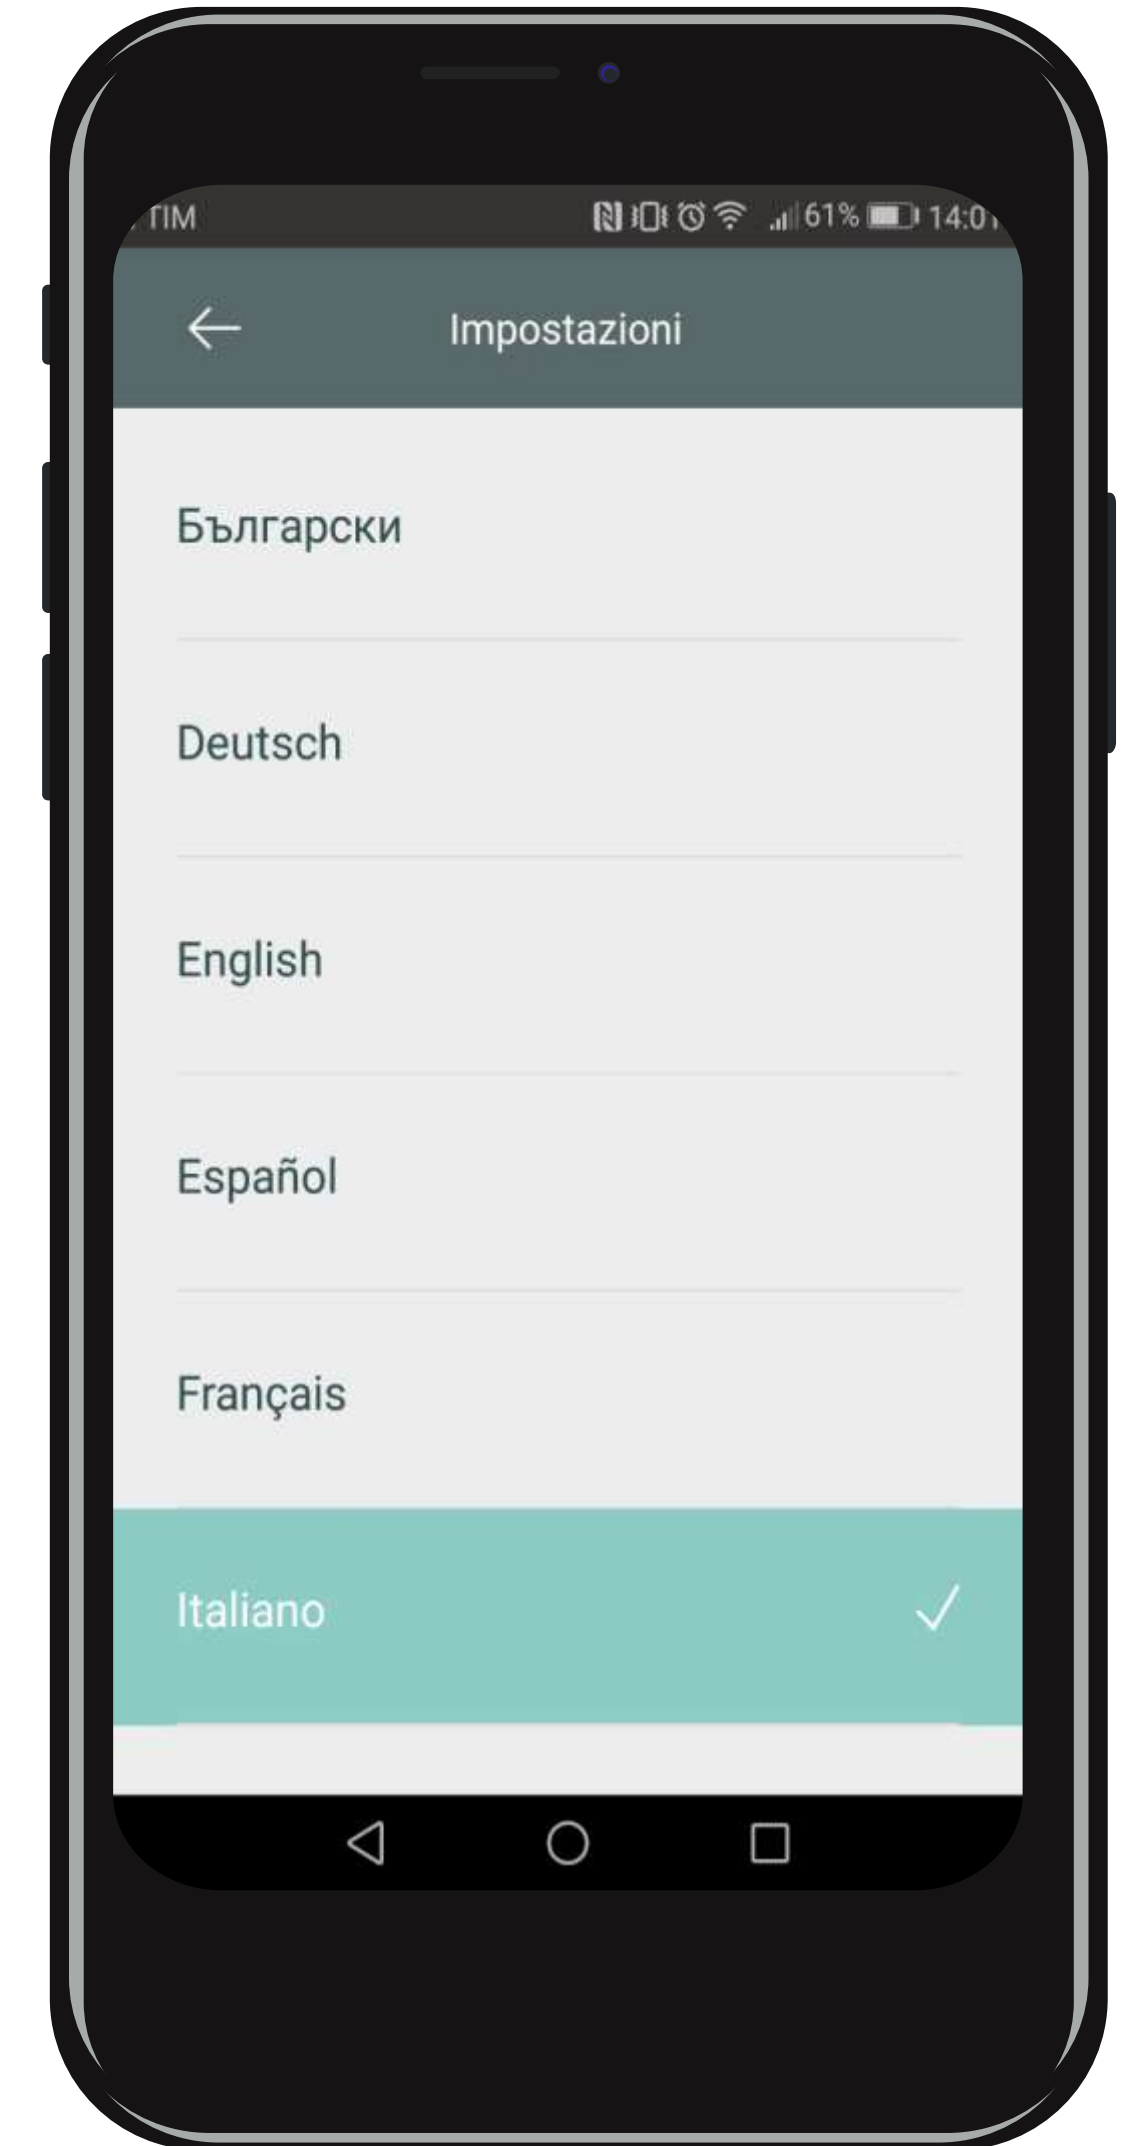 TIM 61%
Impostazioni
Български
Deutsch
English
Español
Français
Italiano